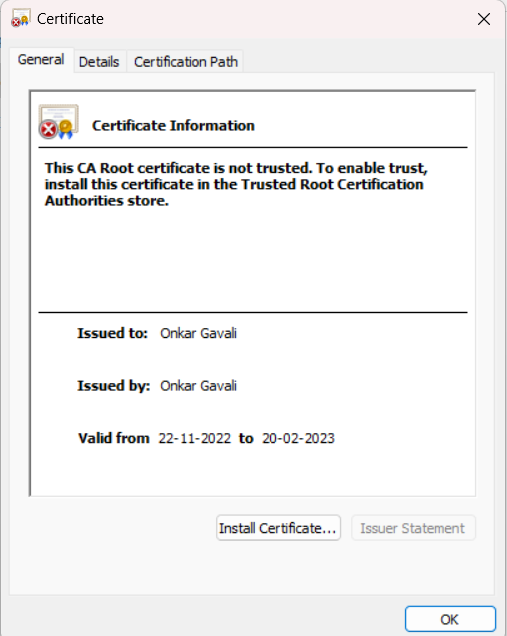 Certificate
General
Details
Certification Path
Certificate Information
This CA Root certificate is not trusted. To enable trust,
install this certificate in the Trusted Root Certification
Authorities store.
Issued to: Onkar Gavali
Issued by: Onkar Gavali
Valid from 22-11-2022 to 20-02-2023
Install Certificate...
Issuer Statement
OK